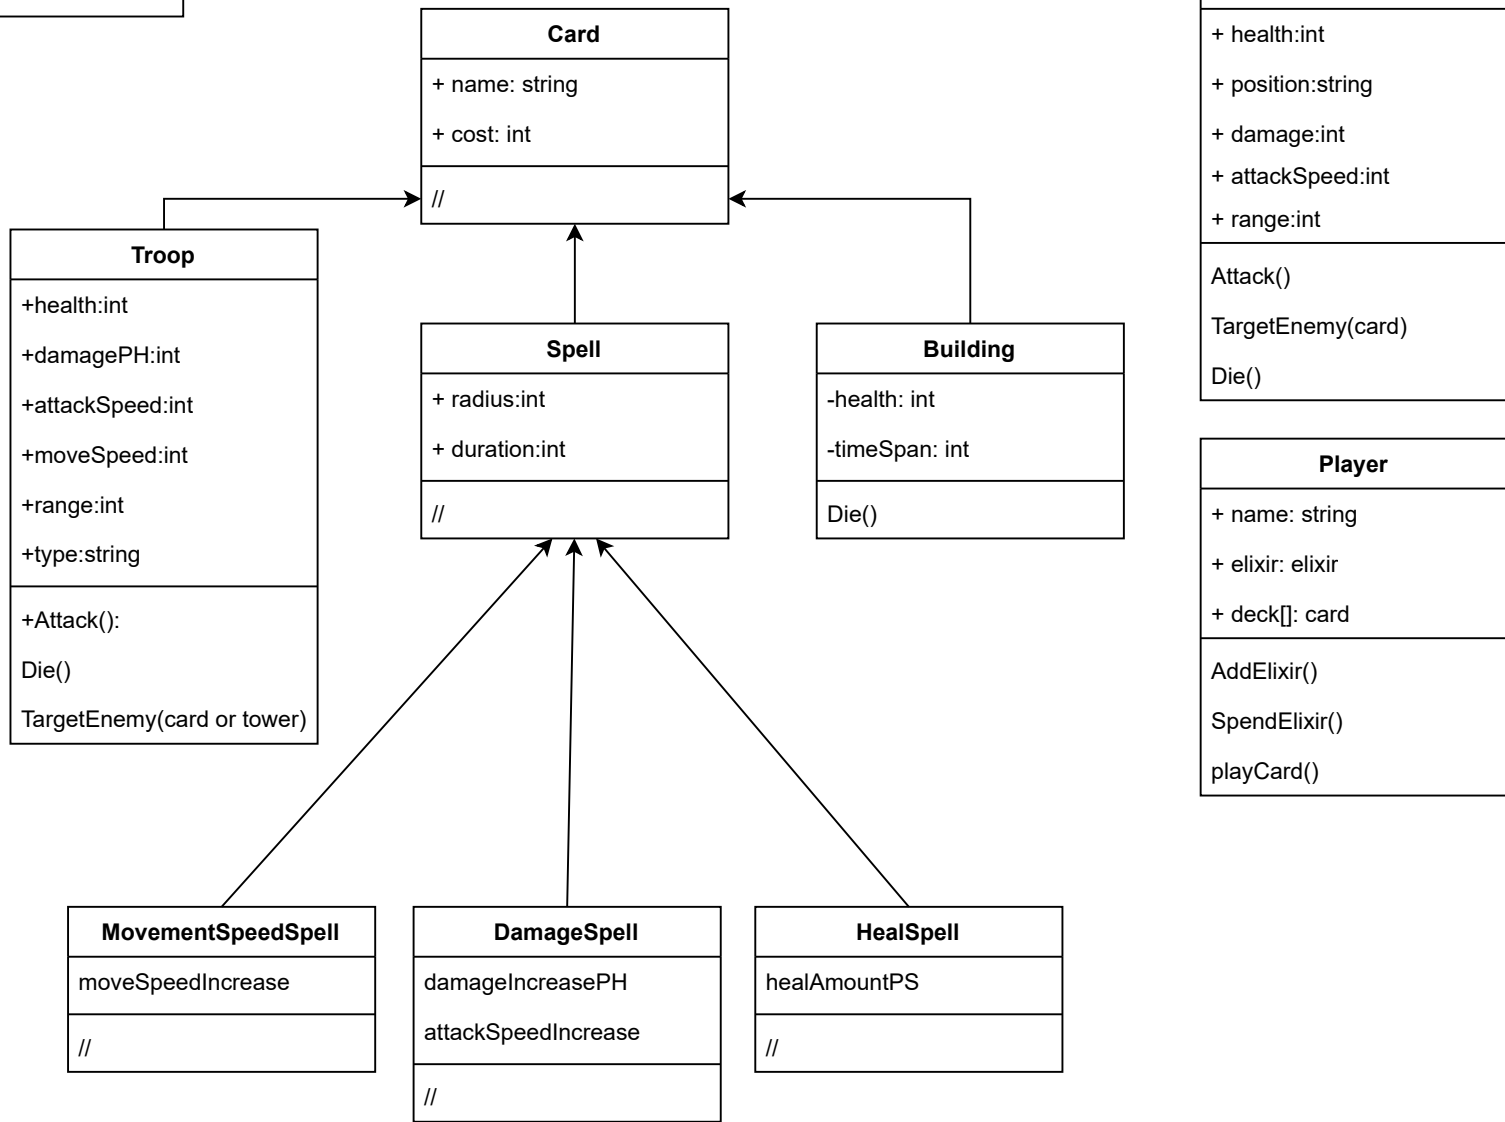 Card
+ name: string
+ cost: int
//
Troop
+health:int
+damagePH:int
+attackSpeed:int
+moveSpeed:int
+range:int
+type:string
+Attack():
Die()
TargetEnemy(card or tower)
Spell
+ radius:int
+ duration:int
//
Building
-health: int
-timeSpan: int
Die()
+ health:int
+ position:string
+ damage:int
+ attackSpeed:int
+ range:int
Attack()
TargetEnemy(card)
Die()
Player
+ name: string
+ elixir: elixir
+ deck[]: card
AddElixir()
SpendElixir()
playCard()
MovementSpeedSpell
moveSpeedIncrease
//
DamageSpell
damageIncreasePH
attackSpeedIncrease
//
HealSpell
healAmountPS
//